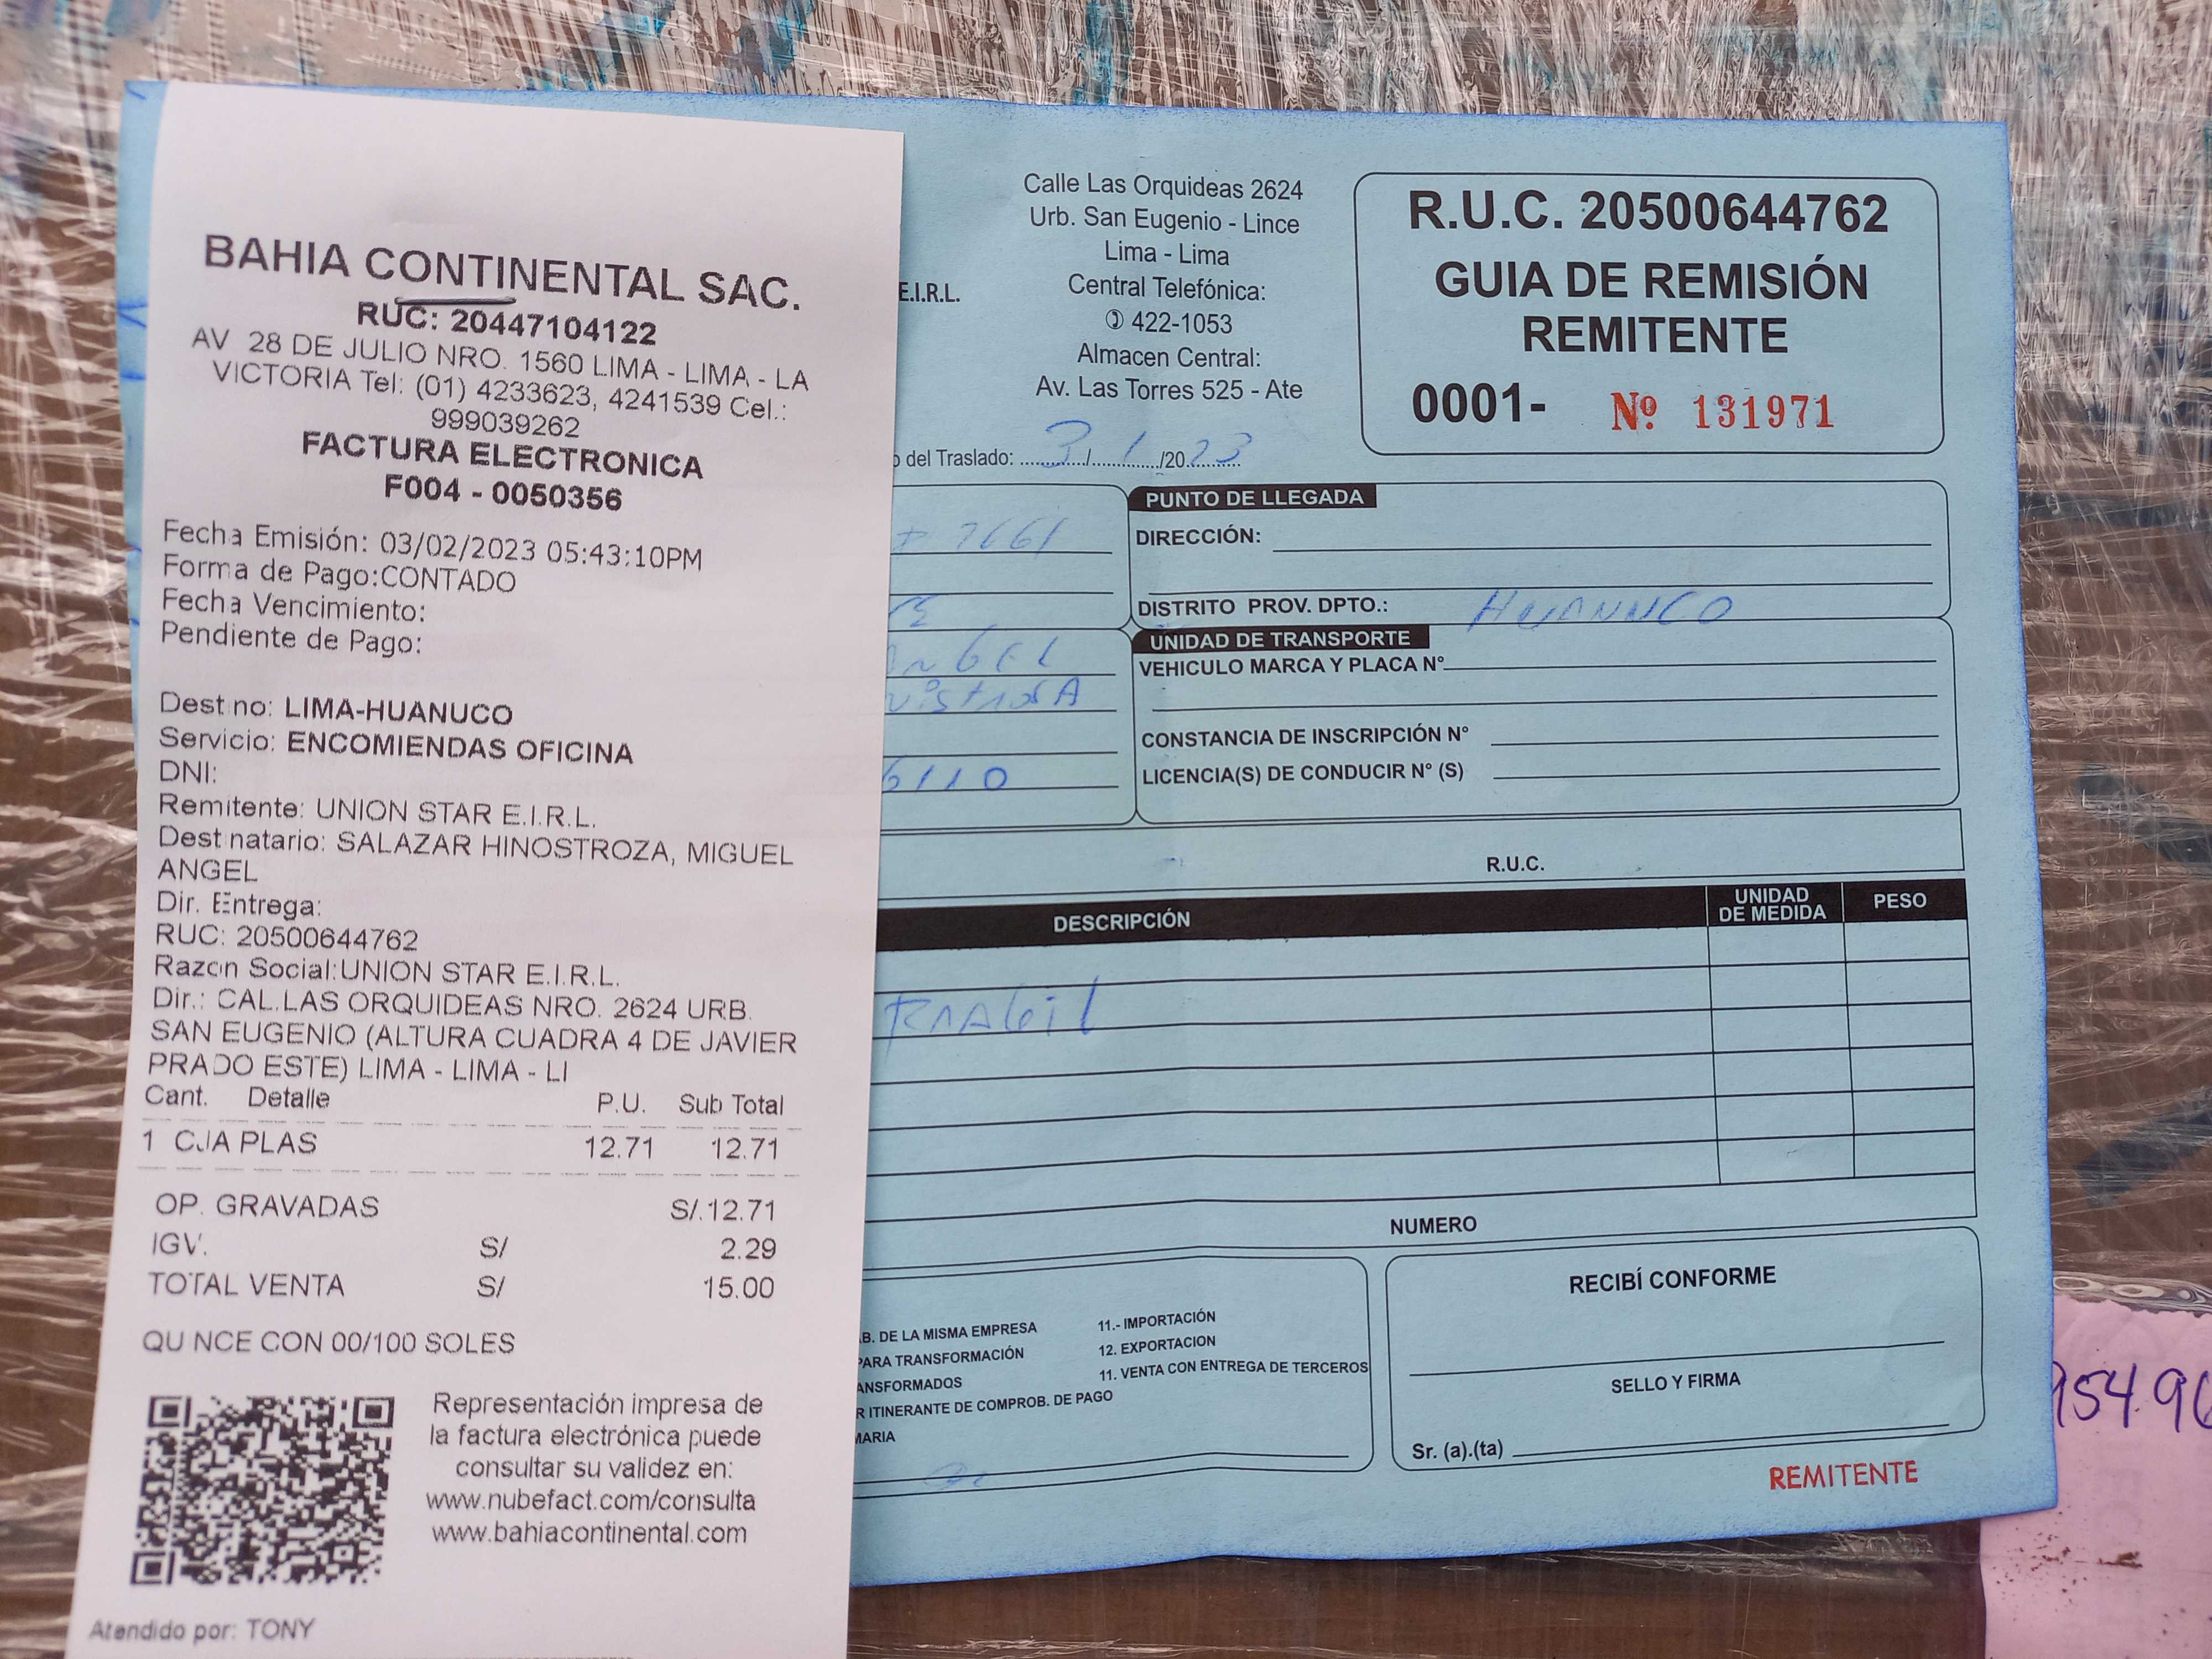 BAHIA CONTINENTAL SAC.
RUC: 20447104122
AV 28 DE JULIO NRO. 1560 LIMA - LIMA - LA
VICTORIA Tel: (01) 4233623, 4241539 Cel.:
999039262
FACTURA ELECTRONICA
F004 - 0050356
Fecha Emisión: 03/02/2023 05:43:10PM
Forma de Pago:CONTADO
Fecha Vencimiento:
Pendiente de Pago:
Destino: LIMA-HUANUCO
Servicio: ENCOMIENDAS OFICINA
DNI:
Remitente: UNION STAR E.I.R.L.
Destinatario: SALAZAR HINOSTROZA, MIGUEL
ANGEL
Dir. Entrega:
RUC: 20500644762
Razon Social:UNION STAR E.I.R.L.
Dir.: CAL.LAS ORQUIDEAS NRO. 2624 URB.
SAN EUGENIO (ALTURA CUADRA 4 DE JAVIER
PRADO ESTE) LIMA - LIMA - LI
Cant. Detalle P.U. Sub Total
1 CJA PLAS 12.71 12.71
OP. GRAVADAS S/.12.71
IGV. S/ 2.29
TOTAL VENTA S/ 15.00
QUINCE CON 00/100 SOLES
Representación impresa de
la factura electrónica puede
consultar su validez en:
www.nubefact.com/consulta
www.bahiacontinental.com
Atendido por: TONY
E.I.R.L.
Calle Las Orquideas 2624
Urb. San Eugenio - Lince
Lima - Lima
Central Telefónica:
✆ 422-1053
Almacen Central:
Av. Las Torres 525 - Ate
R.U.C. 20500644762
GUIA DE REMISIÓN
REMITENTE
0001- Nº 131971
del Traslado: 3/1/2023
PUNTO DE LLEGADA
DIRECCIÓN:
DISTRITO PROV. DPTO.: HUANUCO
UNIDAD DE TRANSPORTE
VEHICULO MARCA Y PLACA N°
CONSTANCIA DE INSCRIPCIÓN N°
LICENCIA(S) DE CONDUCIR N° (S)
7661
6110
R.U.C.
DESCRIPCIÓN UNIDAD DE MEDIDA PESO
NUMERO
B. DE LA MISMA EMPRESA
PARA TRANSFORMACIÓN
ANSFORMADOS
R ITINERANTE DE COMPROB. DE PAGO
MARIA
11.- IMPORTACIÓN
12. EXPORTACION
11. VENTA CON ENTREGA DE TERCEROS
RECIBÍ CONFORME
SELLO Y FIRMA
Sr. (a).(ta)
REMITENTE
954.96